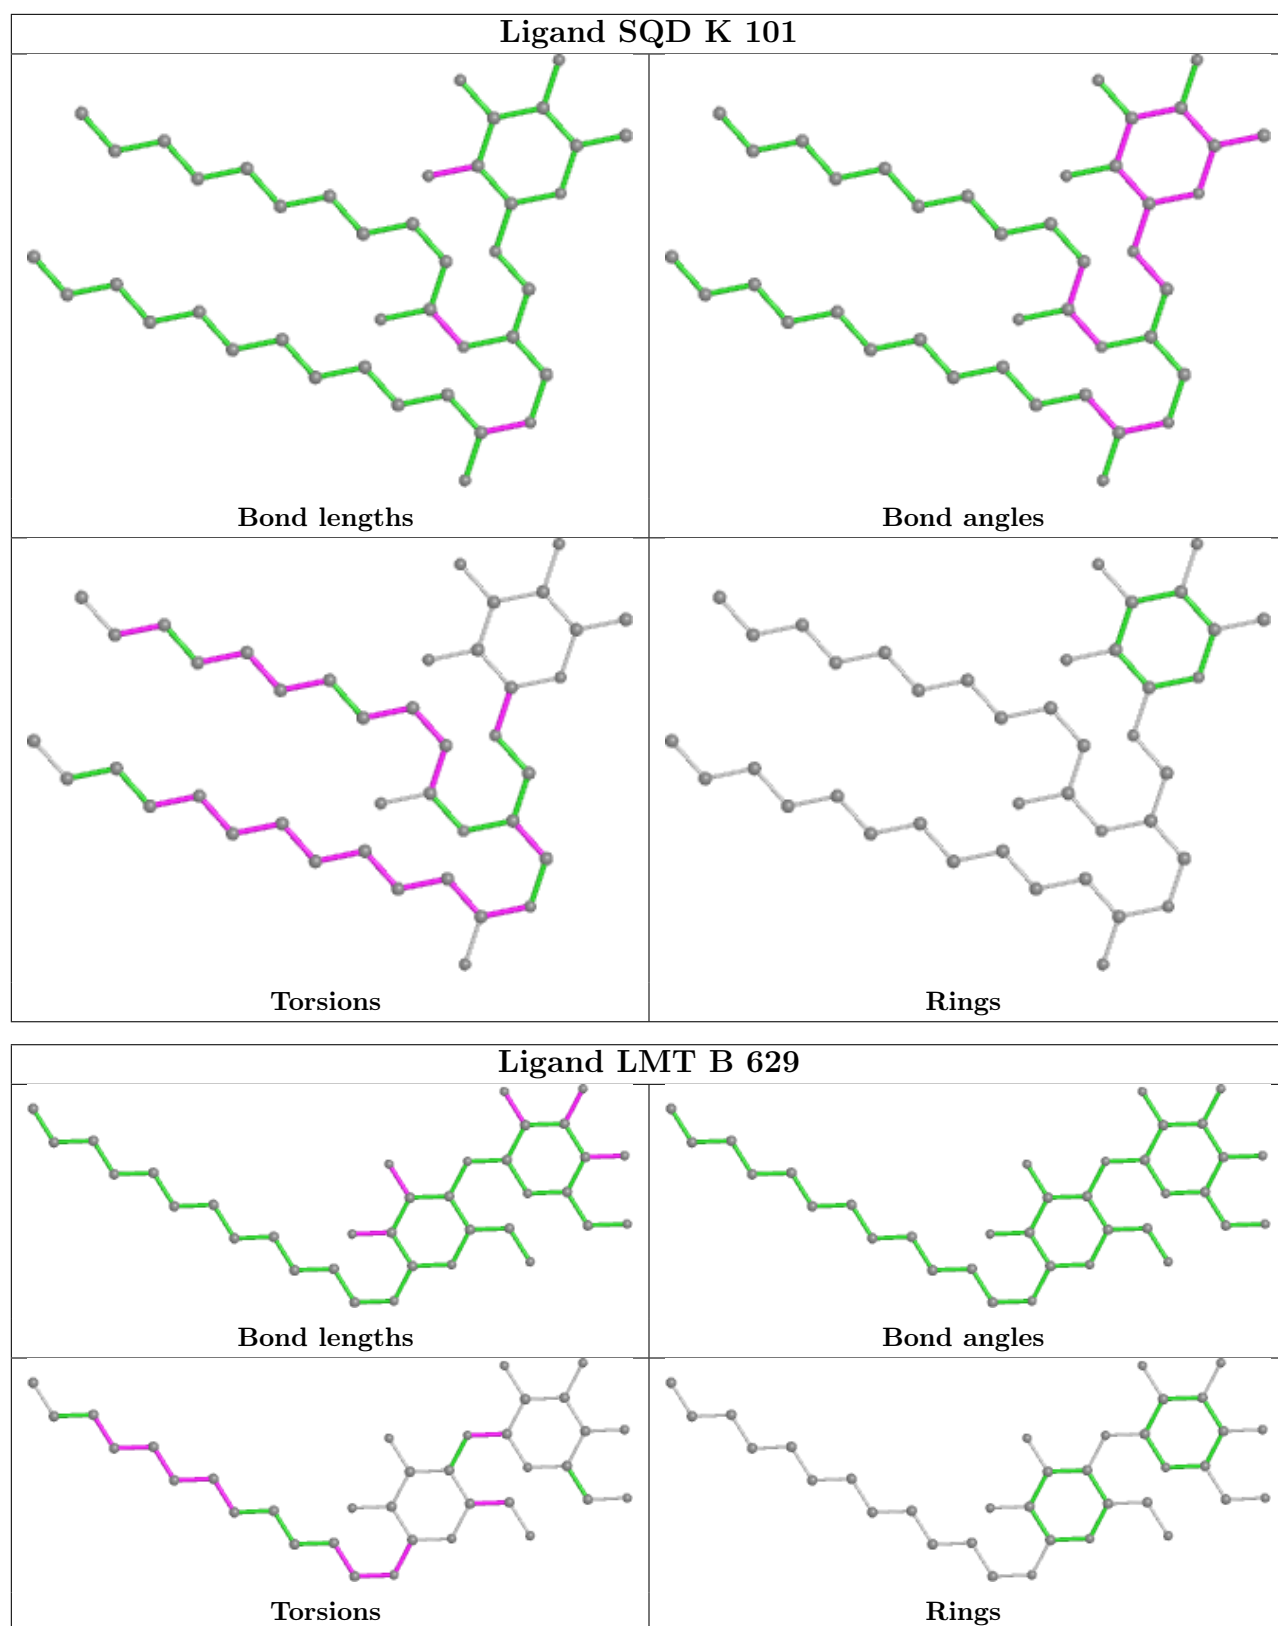 Ligand SQD K 101
Bond lengths
Bond angles
Torsions
Rings
Ligand LMT B 629
Bond lengths
Bond angles
Torsions
Rings